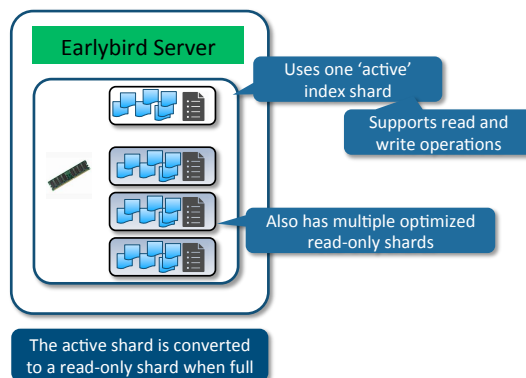 Earlybird Server
Uses one ‘active’
index shard
Supports read and
write operations
Also has multiple optimized
read-only shards
The active shard is converted
to a read-only shard when full